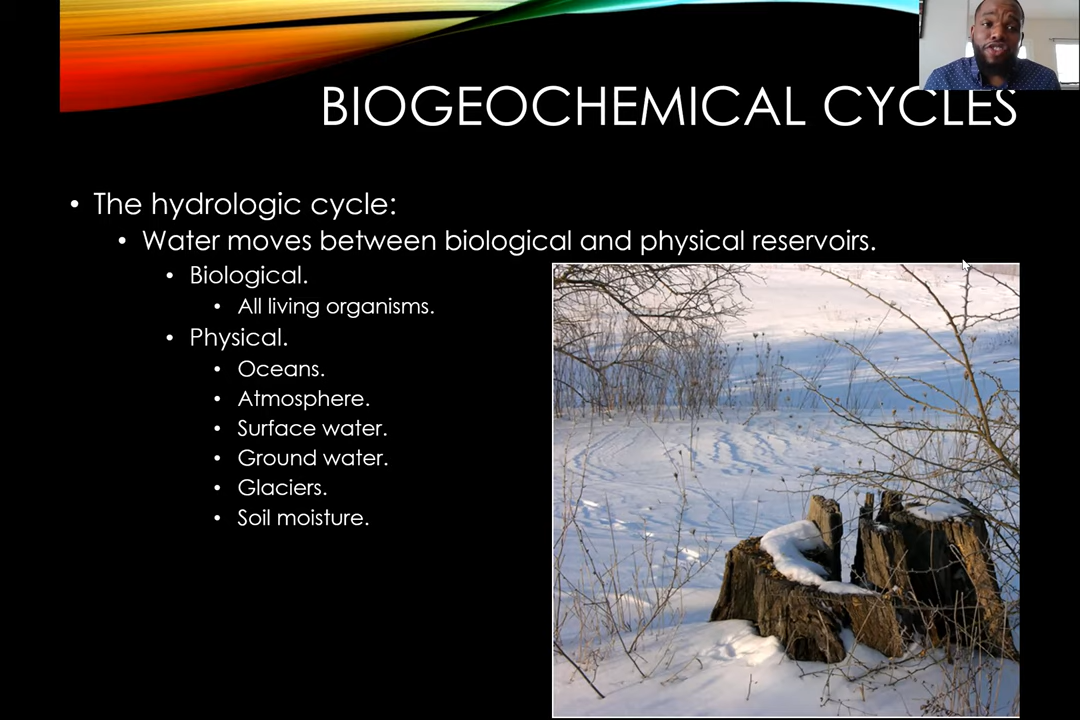 BIOGEOCHEMICAL CYCLES
• The hydrologic cycle:
• Water moves between biological and physical reservoirs.
• Biological.
• All living organisms.
• Physical.
• Oceans.
• Atmosphere.
• Surface water.
• Ground water.
• Glaciers.
• Soil moisture.